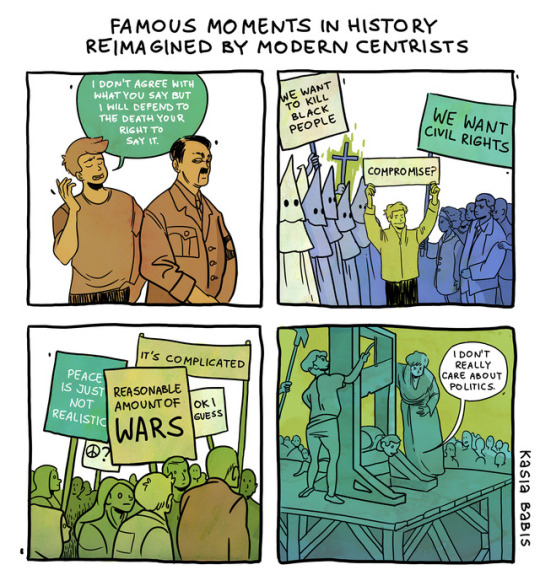 FAMOUS MOMENTS IN HISTORY
REIMAGINED BY MODERN CENTRISTS
I DON'T AGREE WITH
WHAT YOU SAY BUT
I WILL DEFEND TO
THE DEATH YOUR
RIGHT TO
SAY IT.
WE WANT
TO KILL
BLACK
PEOPLE
COMPROMISE?
WE WANT
CIVIL RIGHTS
PEACE
IS JUST
NOT
REALISTIC
?
REASONABLE
AMOUNT OF
WARS
IT'S COMPLICATED
OK I
GUESS
I DON'T
REALLY
CARE ABOUT
POLITICS.
KASIA BABIS